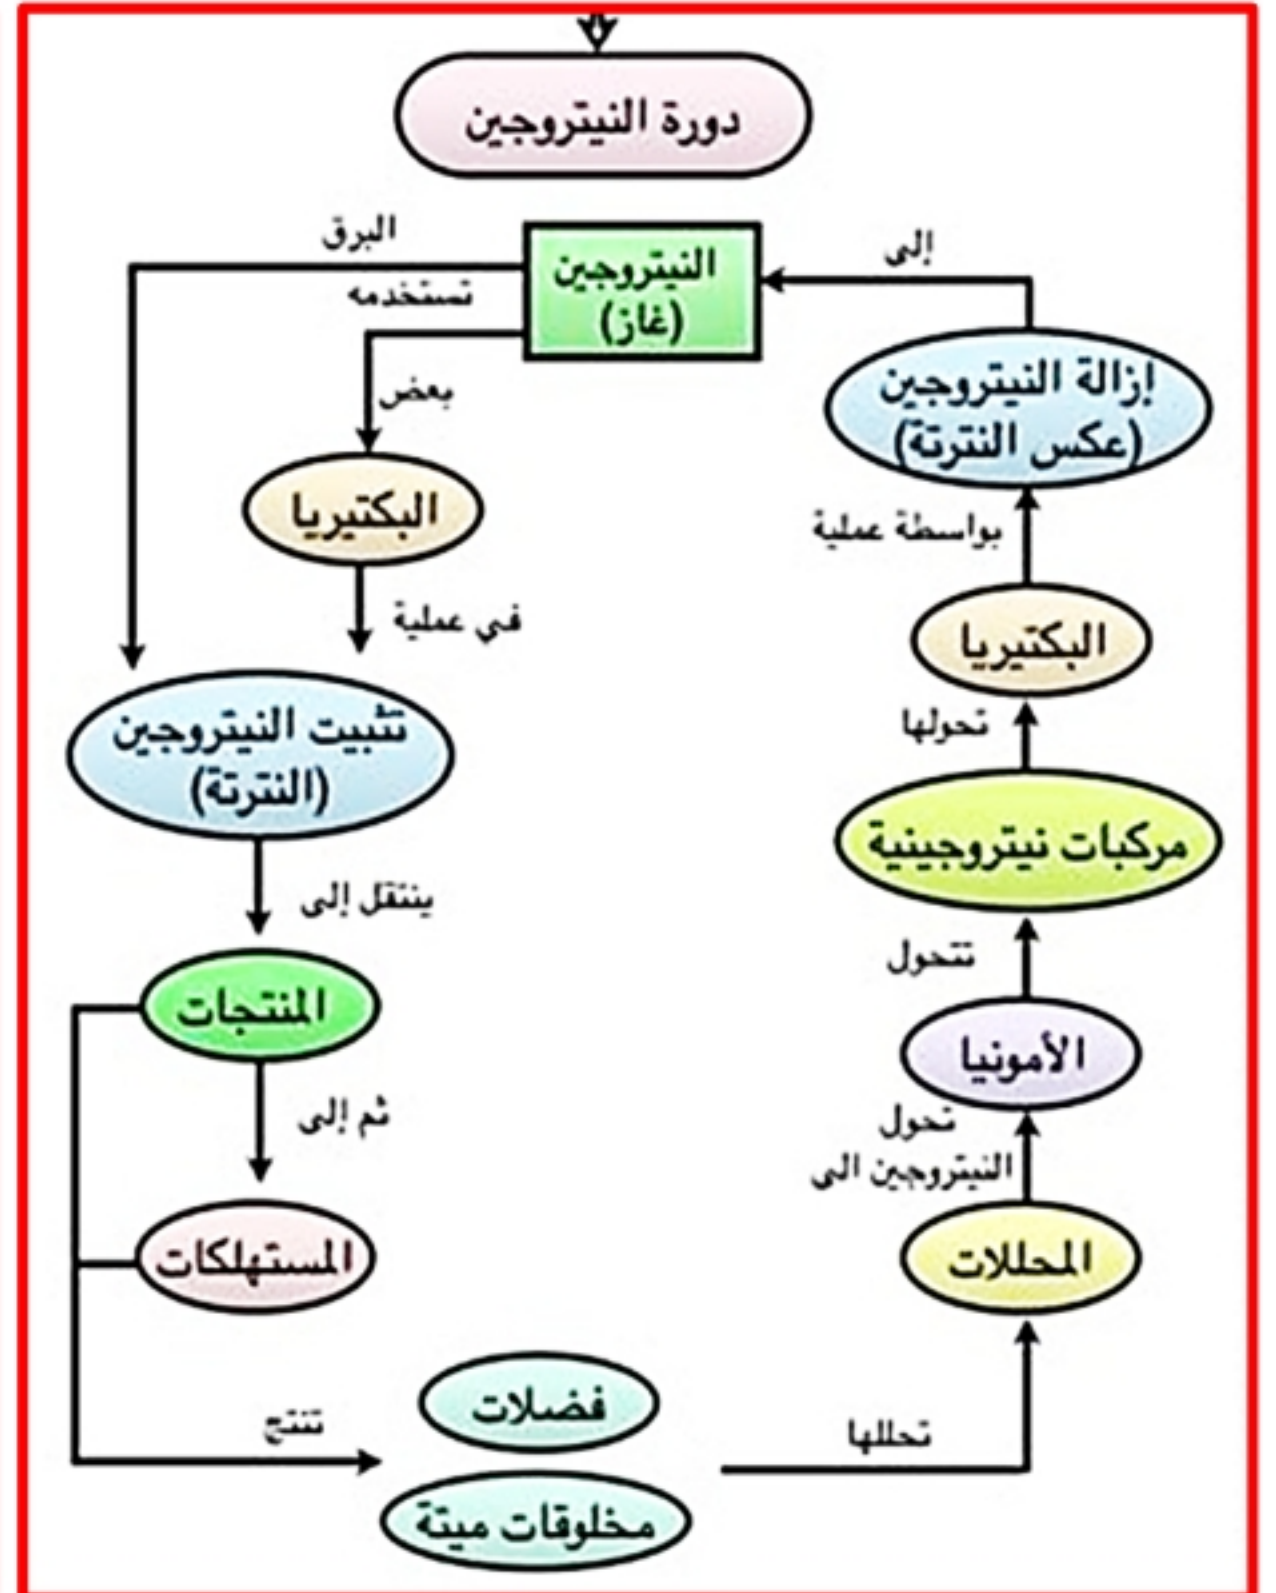 دورة النيتروجين
النيتروجين
(غاز)
البرق
تستخدمه
بعض
البكتيريا
في عملية
تثبيت النيتروجين
(النترتة)
ينتقل إلى
المنتجات
ثم إلى
المستهلكات
تنتج
فضلات
مخلوقات ميتة
تحللها
المحللات
تحول
النيتروجين الى
الأمونيا
تتحول
مركبات نيتروجينية
تحولها
البكتيريا
بواسطة عملية
إزالة النيتروجين
(عكس النترتة)
إلى